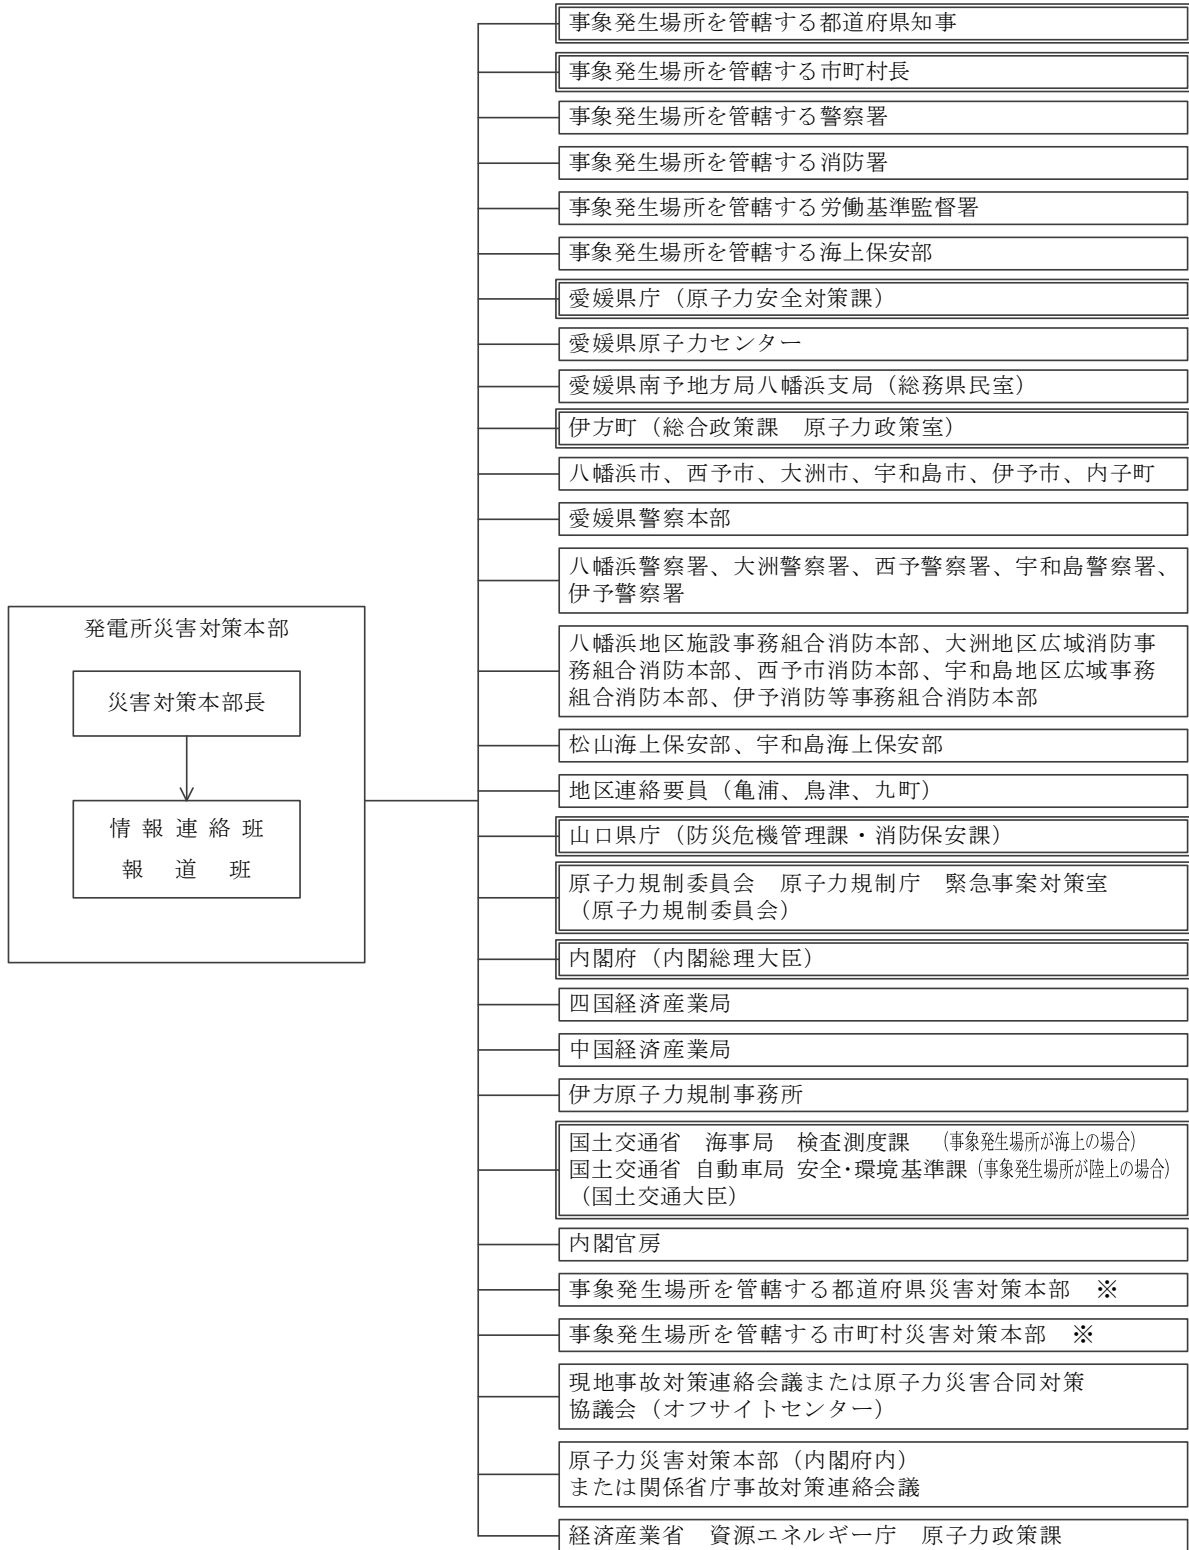 事象発生場所を管轄する都道府県知事
事象発生場所を管轄する市町村長
事象発生場所を管轄する警察署
事象発生場所を管轄する消防署
事象発生場所を管轄する労働基準監督署
事象発生場所を管轄する海上保安部
愛媛県庁（原子力安全対策課）
愛媛県原子力センター
愛媛県南予地方局八幡浜支局（総務県民室）
伊方町（総合政策課　原子力政策室）
八幡浜市、西予市、大洲市、宇和島市、伊予市、内子町
愛媛県警察本部
八幡浜警察署、大洲警察署、西予警察署、宇和島警察署、
伊予警察署
発電所災害対策本部
災害対策本部長
情報連絡班
報道班
八幡浜地区施設事務組合消防本部、大洲地区広域消防事
務組合消防本部、西予市消防本部、宇和島地区広域事務
組合消防本部、伊予消防等事務組合消防本部
松山海上保安部、宇和島海上保安部
地区連絡要員（亀浦、鳥津、九町）
山口県庁（防災危機管理課・消防保安課）
原子力規制委員会　原子力規制庁　緊急事案対策室
（原子力規制委員会）
内閣府（内閣総理大臣）
四国経済産業局
中国経済産業局
伊方原子力規制事務所
国土交通省　海事局　検査測度課　（事象発生場所が海上の場合）
国土交通省 自動車局 安全・環境基準課（事象発生場所が陸上の場合）
（国土交通大臣）
内閣官房
事象発生場所を管轄する都道府県災害対策本部　※
事象発生場所を管轄する市町村災害対策本部　※
現地事故対策連絡会議または原子力災害合同対策
協議会（オフサイトセンター）
原子力災害対策本部（内閣府内）
または関係省庁事故対策連絡会議
経済産業省　資源エネルギー庁　原子力政策課